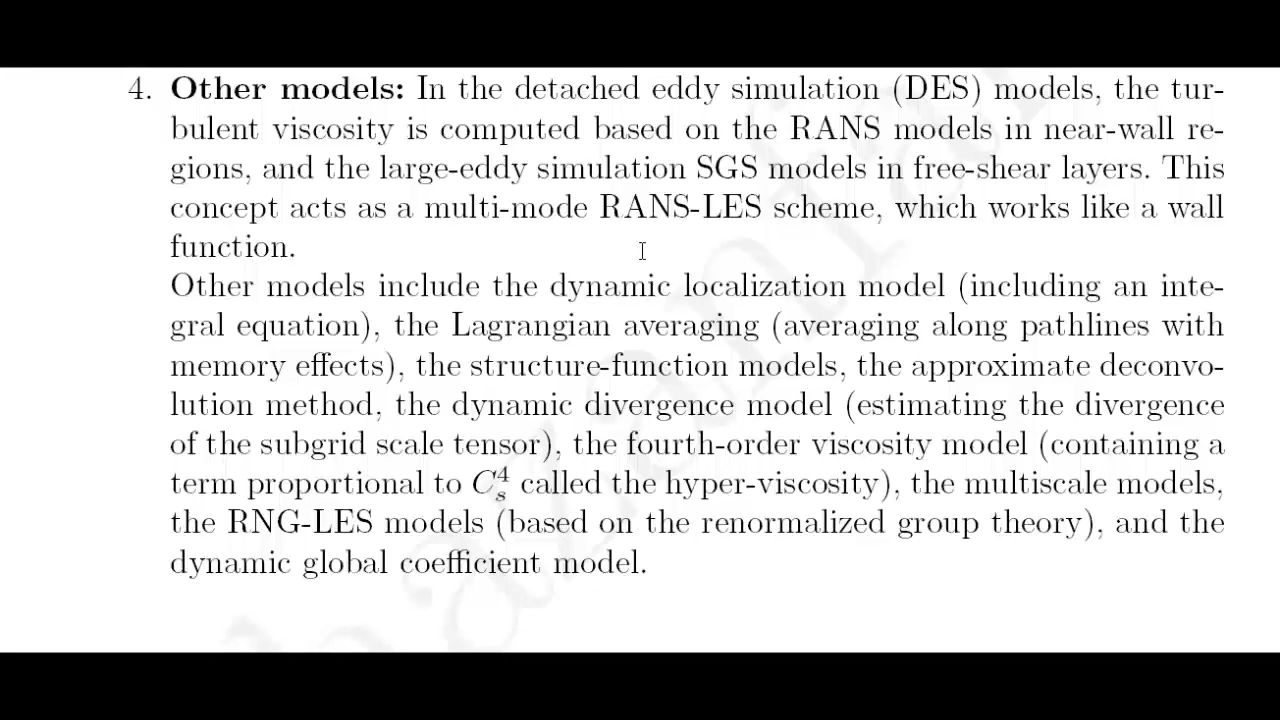 4. Other models: In the detached eddy simulation (DES) models, the tur-
bulent viscosity is computed based on the RANS models in near-wall re-
gions, and the large-eddy simulation SGS models in free-shear layers. This
concept acts as a multi-mode RANS-LES scheme, which works like a wall
function.
Other models include the dynamic localization model (including an inte-
gral equation), the Lagrangian averaging (averaging along pathlines with
memory effects), the structure-function models, the approximate deconvo-
lution method, the dynamic divergence model (estimating the divergence
of the subgrid scale tensor), the fourth-order viscosity model (containing a
term proportional to $C_s^4$ called the hyper-viscosity), the multiscale models,
the RNG-LES models (based on the renormalized group theory), and the
dynamic global coefficient model.